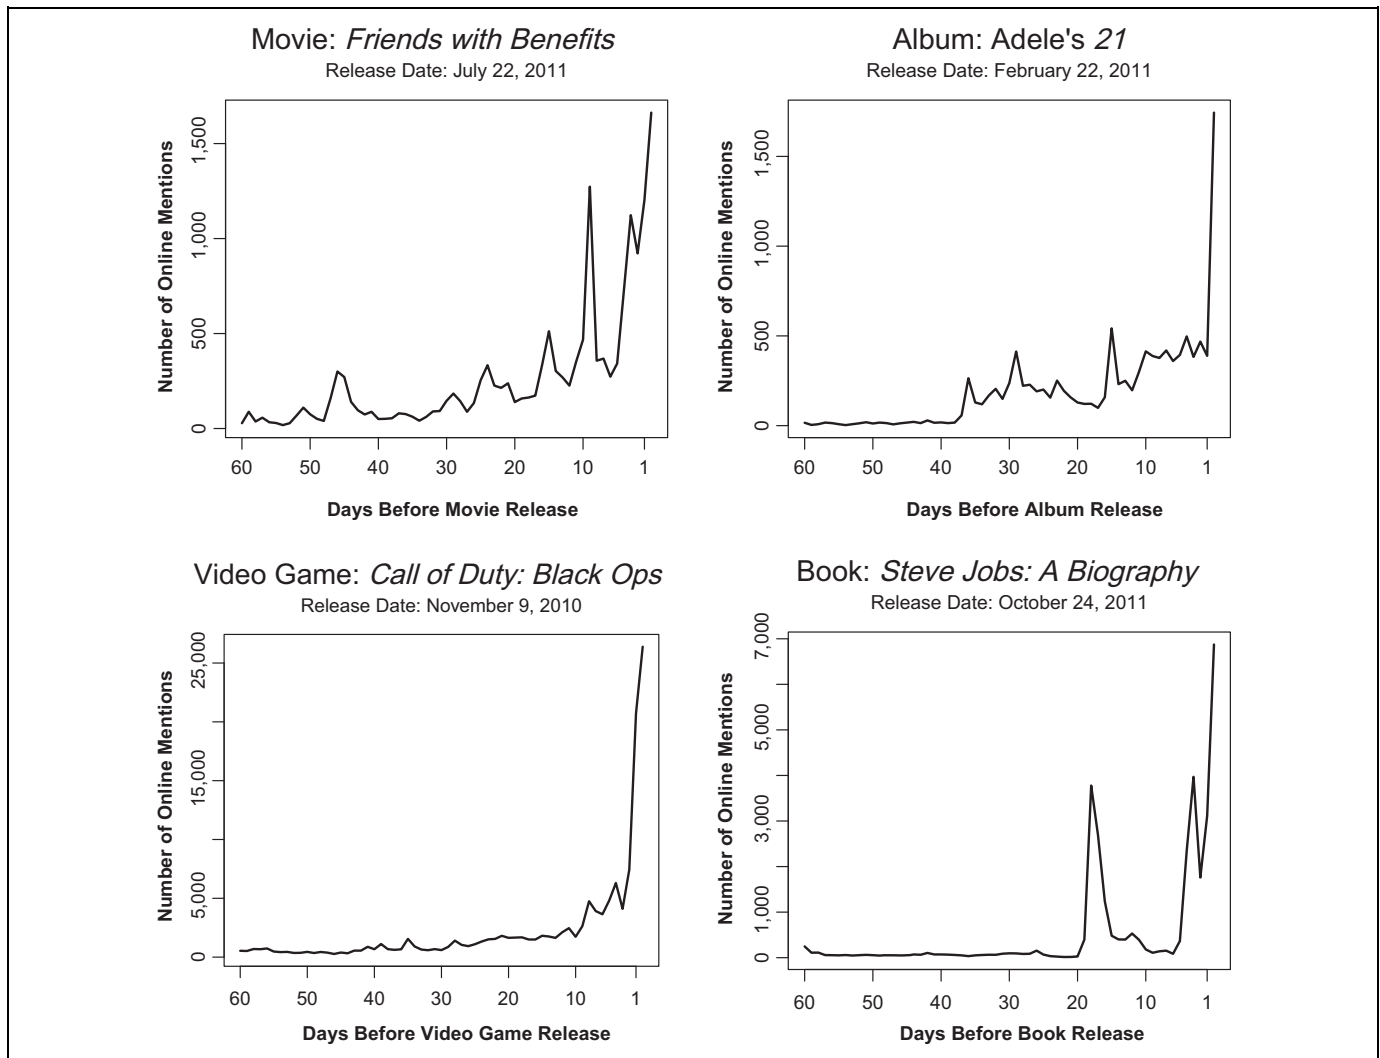 Movie: Friends with Benefits
Release Date: July 22, 2011
Number of Online Mentions
1,500
1,000
500
0
60 50 40 30 20 10 1
Days Before Movie Release
Album: Adele's 21
Release Date: February 22, 2011
Number of Online Mentions
1,500
1,000
500
0
60 50 40 30 20 10 1
Days Before Album Release
Video Game: Call of Duty: Black Ops
Release Date: November 9, 2010
Number of Online Mentions
25,000
15,000
5,000
0
60 50 40 30 20 10 1
Days Before Video Game Release
Book: Steve Jobs: A Biography
Release Date: October 24, 2011
Number of Online Mentions
7,000
5,000
3,000
1,000
0
60 50 40 30 20 10 1
Days Before Book Release